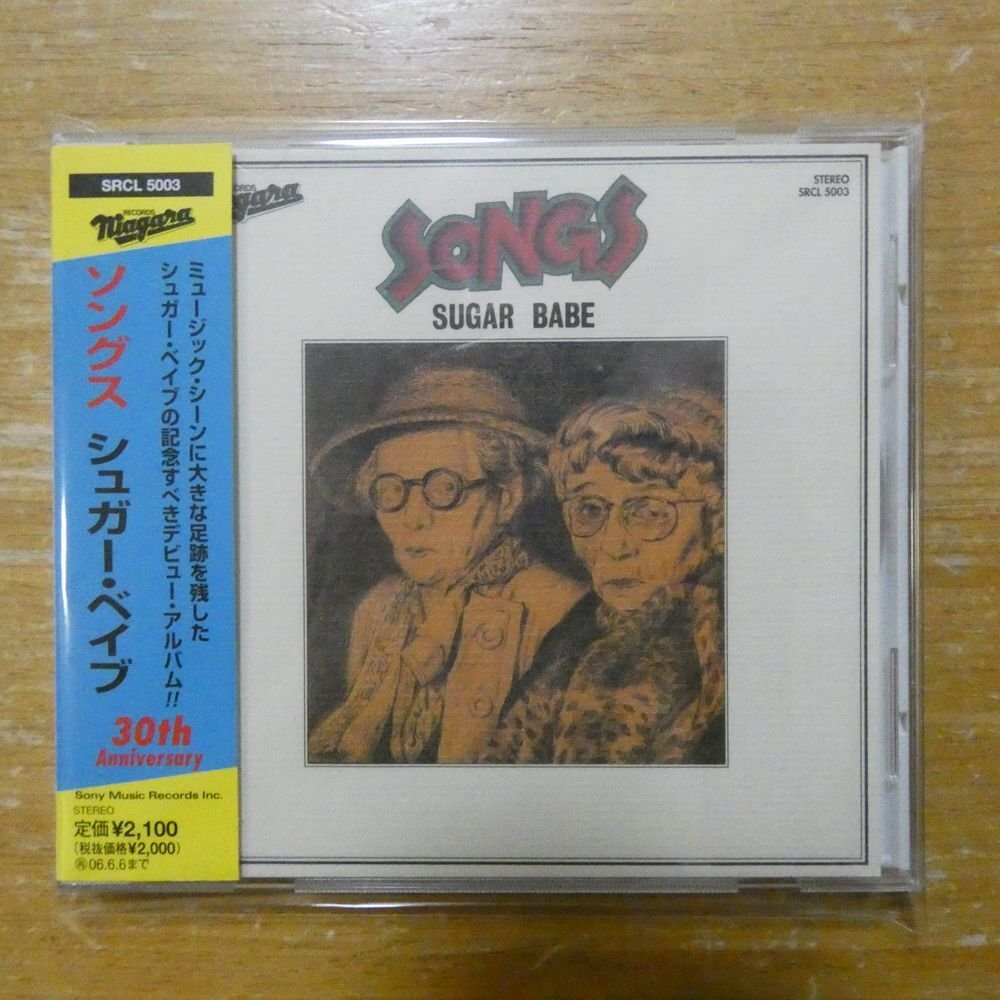 SRCL 5003
RECORDS
Niagara
ソングス シュガー・ベイブ
ミュージック・シーンに大きな足跡を残した
シュガー・ベイブの記念すべきデビュー・アルバム!!
30th
Anniversary
Sony Music Records Inc.
STEREO
定価¥2,100
(税抜価格¥2,000)
㋐06.6.6まで
CORDS
agara
STEREO
SRCL 5003
SONGS
SUGAR BABE